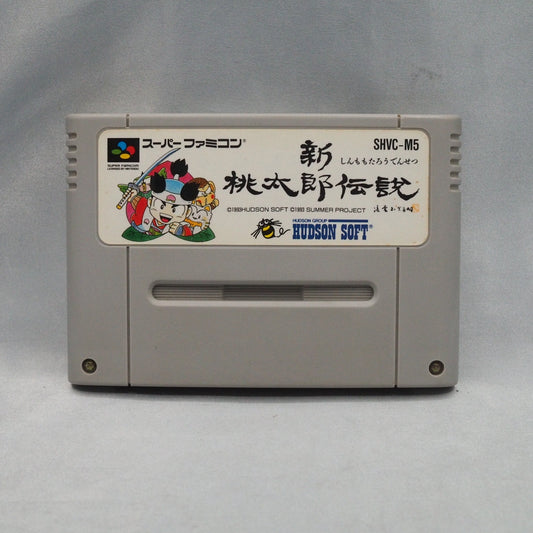 スーパーファミコン
SHVC-M5
SUPER FAMICOM
新
しんももたろうでんせつ
桃太郎伝説
©1993HUDSON SOFT ©1993 SUMMER PROJECT
HUDSON GROUP
HUDSON SOFT